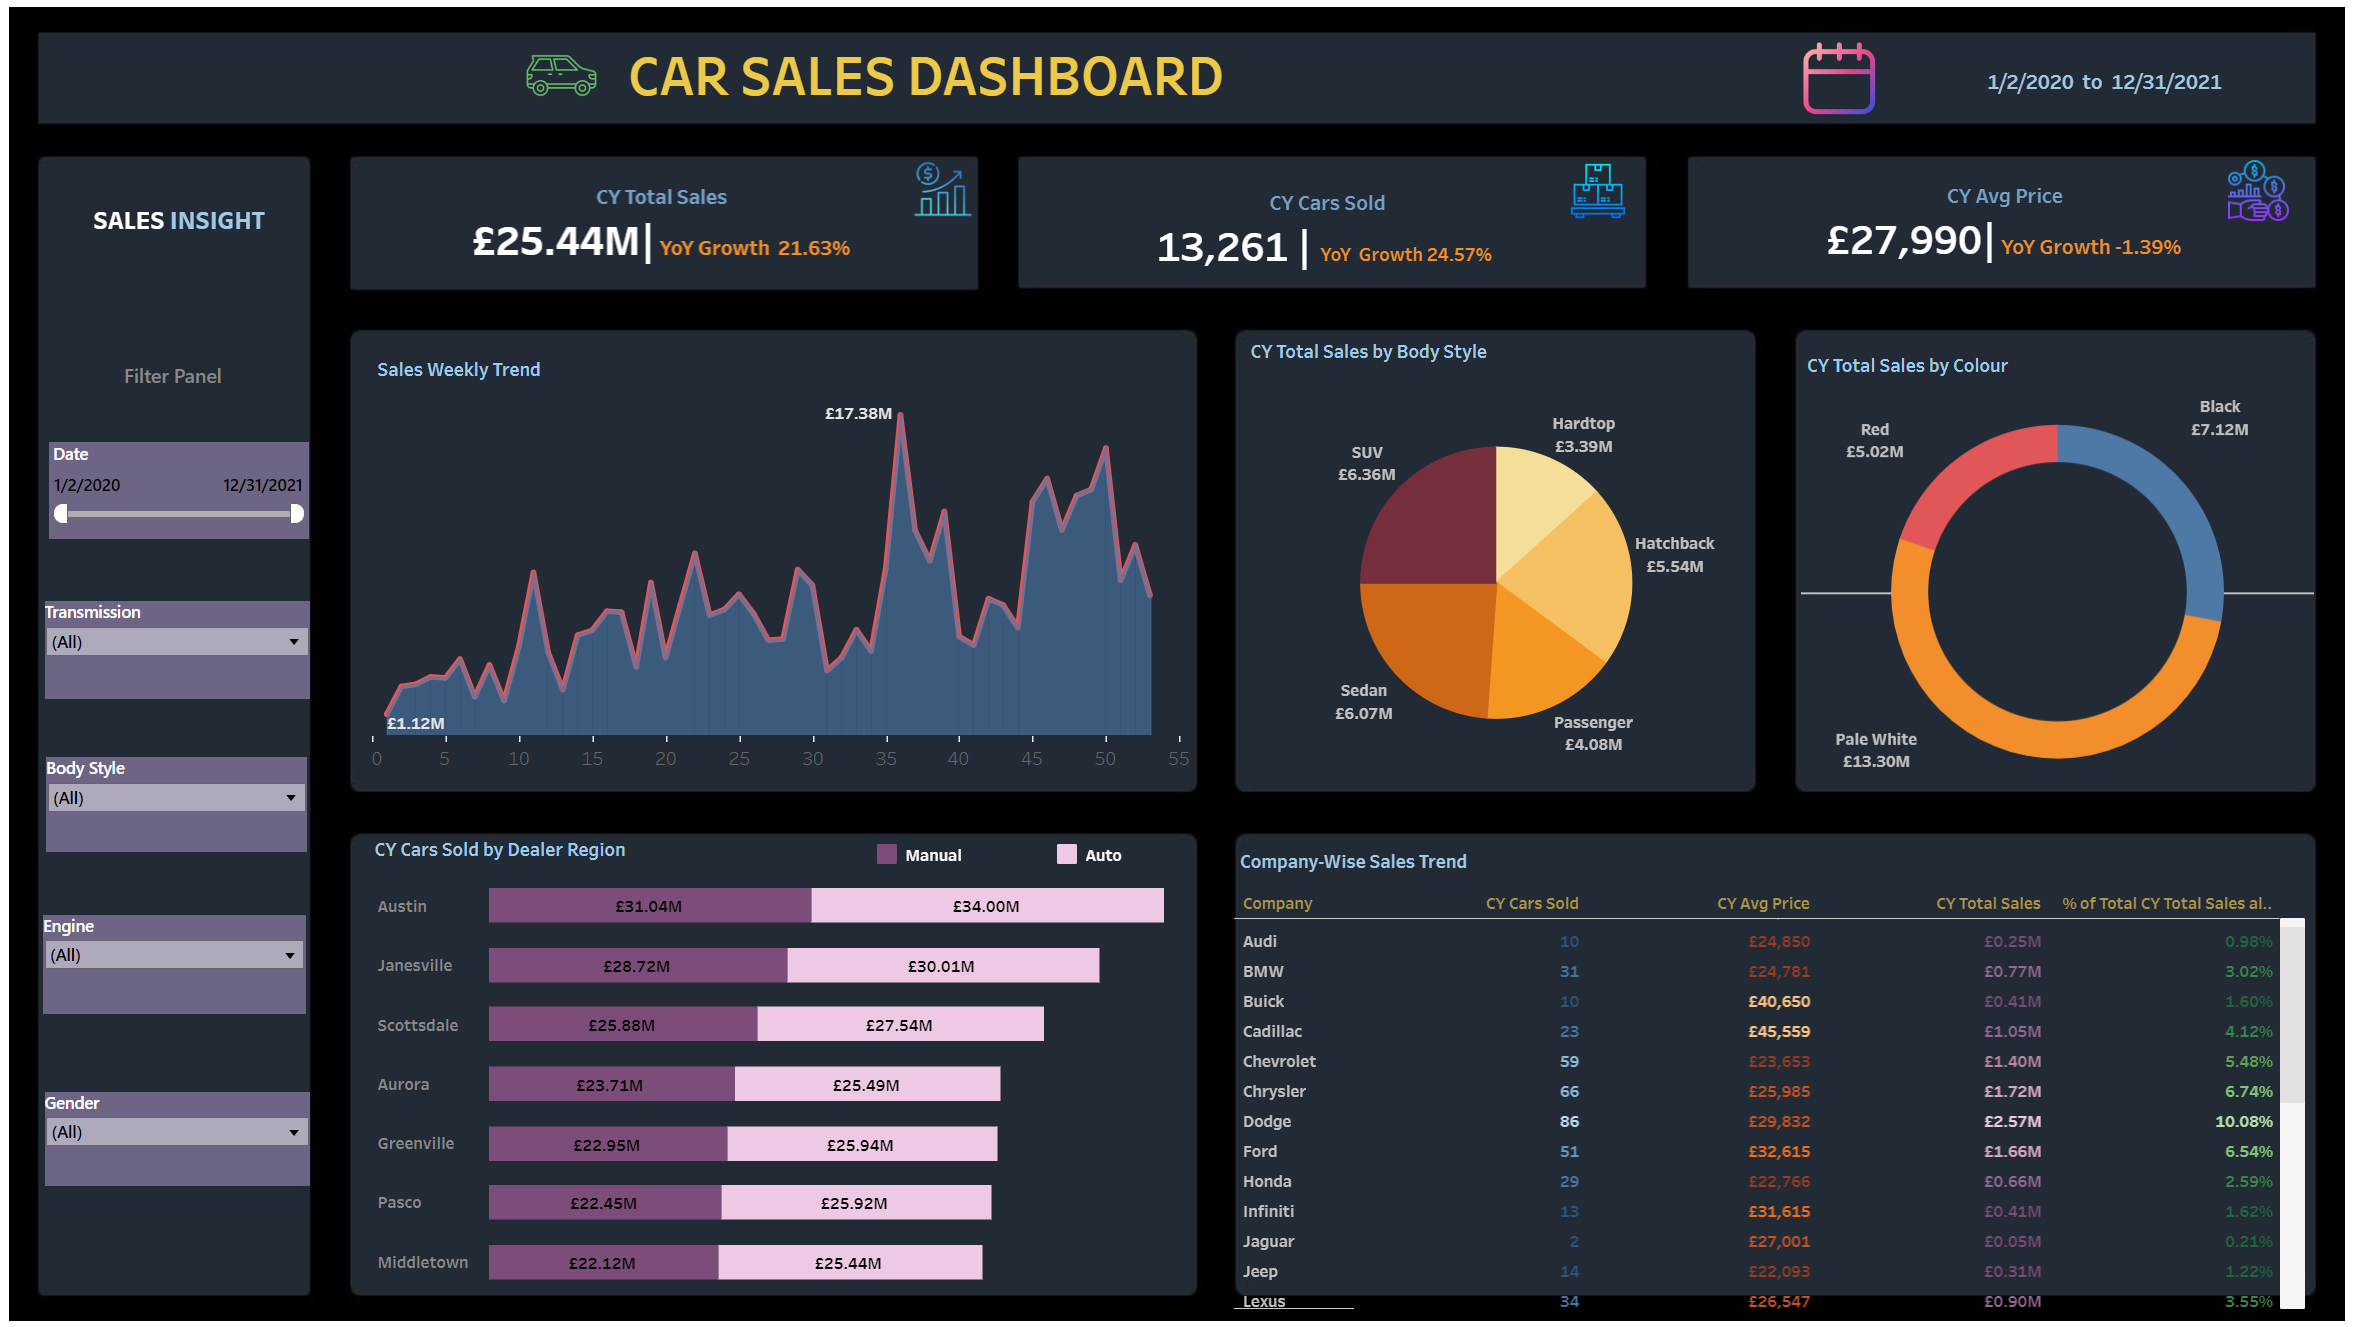 CAR SALES DASHBOARD
1/2/2020 to 12/31/2021
SALES INSIGHT
Filter Panel
Date
1/2/2020 12/31/2021
Transmission
(All)
Body Style
(All)
Engine
(All)
Gender
(All)
CY Total Sales
£25.44M| YoY Growth 21.63%
CY Cars Sold
13,261 | YoY Growth 24.57%
CY Avg Price
£27,990| YoY Growth -1.39%
Sales Weekly Trend
£17.38M
£1.12M
0 5 10 15 20 25 30 35 40 45 50 55
CY Total Sales by Body Style
Hardtop
£3.39M
SUV
£6.36M
Hatchback
£5.54M
Sedan
£6.07M
Passenger
£4.08M
CY Total Sales by Colour
Black
£7.12M
Red
£5.02M
Pale White
£13.30M
CY Cars Sold by Dealer Region
Manual Auto
Austin £31.04M £34.00M
Janesville £28.72M £30.01M
Scottsdale £25.88M £27.54M
Aurora £23.71M £25.49M
Greenville £22.95M £25.94M
Pasco £22.45M £25.92M
Middletown £22.12M £25.44M
Company-Wise Sales Trend
Company CY Cars Sold CY Avg Price CY Total Sales % of Total CY Total Sales al..
Audi 10 £24,850 £0.25M 0.98%
BMW 31 £24,781 £0.77M 3.02%
Buick 10 £40,650 £0.41M 1.60%
Cadillac 23 £45,559 £1.05M 4.12%
Chevrolet 59 £23,653 £1.40M 5.48%
Chrysler 66 £25,985 £1.72M 6.74%
Dodge 86 £29,832 £2.57M 10.08%
Ford 51 £32,615 £1.66M 6.54%
Honda 29 £22,766 £0.66M 2.59%
Infiniti 13 £31,615 £0.41M 1.62%
Jaguar 2 £27,001 £0.05M 0.21%
Jeep 14 £22,093 £0.31M 1.22%
Lexus 34 £26,547 £0.90M 3.55%